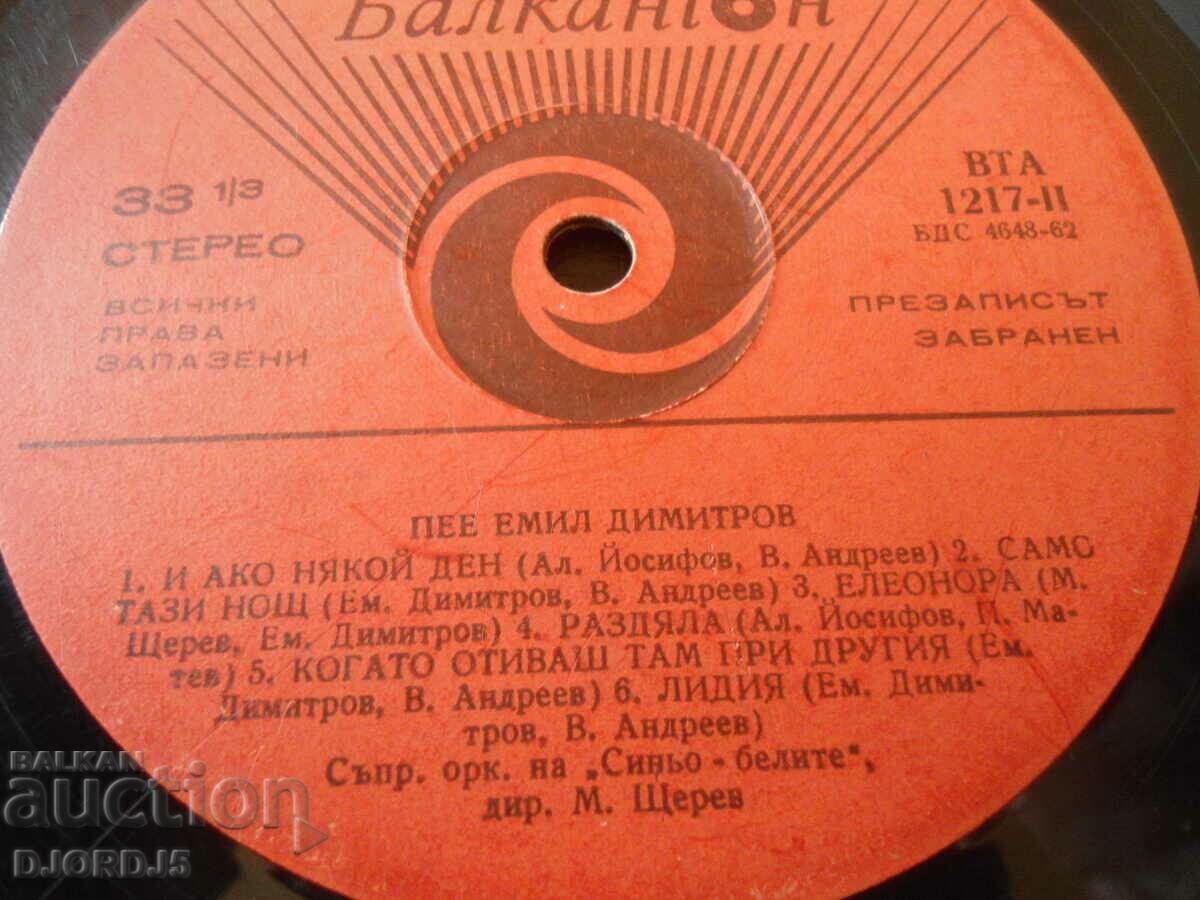 Балкантон
33 1/3
СТЕРЕО
ВСИЧКИ
ПРАВА
ЗАПАЗЕНИ
ВТА
1217-II
БДС 4648-62
ПРЕЗАПИСЪТ
ЗАБРАНЕН
ПЕЕ ЕМИЛ ДИМИТРОВ
1. И АКО НЯКОЙ ДЕН (Ал. Йосифов, В. Андреев) 2. САМО
ТАЗИ НОЩ (Ем. Димитров, В. Андреев) 3. ЕЛЕОНОРА (М.
Щерев, Ем. Димитров) 4. РАЗДЯЛА (Ал. Йосифов, П. Ма-
тев) 5. КОГАТО ОТИВАШ ТАМ ПРИ ДРУГИЯ (Ем.
Димитров, В. Андреев) 6. ЛИДИЯ (Ем. Дими-
тров, В. Андреев)
Съпр. орк. на „Синьо-белите“,
дир. М. Щерев
BALKAN
auction
DJORDJ5